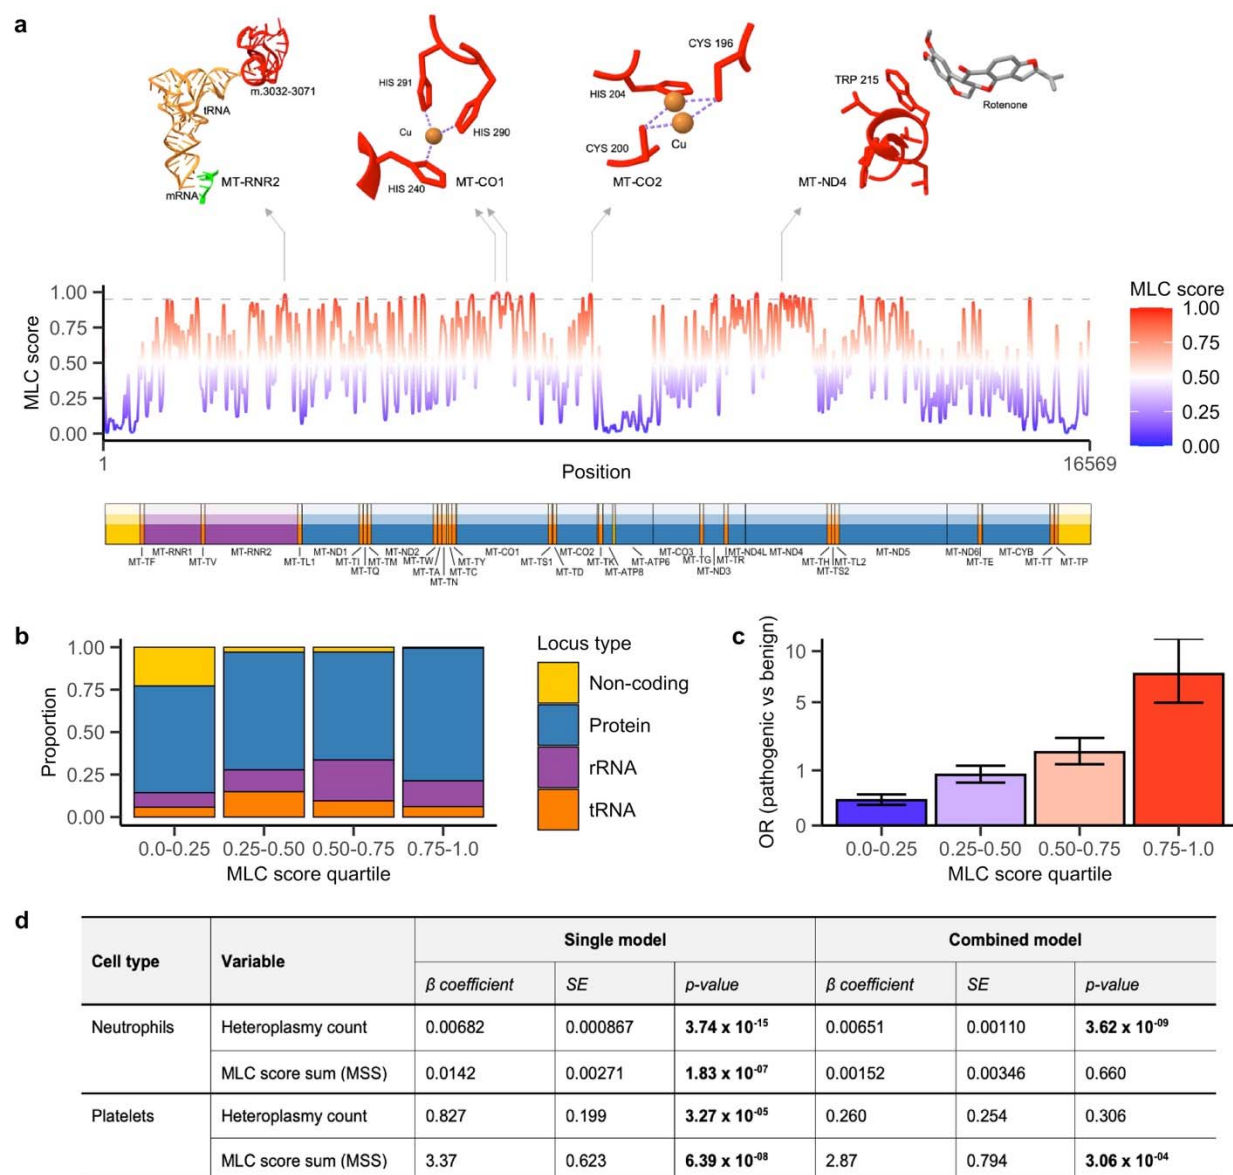 a
m.3032-3071
tRNA
mRNA
MT-RNR2
HIS 291
Cu
HIS 290
HIS 240
MT-CO1
CYS 196
HIS 204
CYS 200
Cu
MT-CO2
TRP 215
Rotenone
MT-ND4
MLC score
1.00
0.75
0.50
0.25
0.00
1
Position
16569
MLC score
1.00
0.75
0.50
0.25
0.00
MT-RNR1 MT-RNR2 MT-ND1 MT-ND2 MT-CO1 MT-CO2 MT-CO3 MT-ND4L MT-ND4 MT-ND5 MT-ND6 MT-CYB
MT-TF MT-TV MT-TL1 MT-TI MT-TM MT-TW MT-TY MT-TS1 MT-TK MT-ATP6 MT-TG MT-TR MT-TH MT-TL2 MT-TE MT-TT MT-TP
MT-TQ MT-TA MT-TC MT-TD MT-ATP8 MT-ND3 MT-TS2
MT-TN
b
Proportion
1.00
0.75
0.50
0.25
0.00
0.0-0.25 0.25-0.50 0.50-0.75 0.75-1.0
MLC score quartile
Locus type
Non-coding
Protein
rRNA
tRNA
c
OR (pathogenic vs benign)
10
5
1
0
0.0-0.25 0.25-0.50 0.50-0.75 0.75-1.0
MLC score quartile
d
Cell type Variable Single model Combined model
β coefficient SE p-value β coefficient SE p-value
Neutrophils Heteroplasmy count 0.00682 0.000867 3.74 x 10⁻¹⁵ 0.00651 0.00110 3.62 x 10⁻⁰⁹
MLC score sum (MSS) 0.0142 0.00271 1.83 x 10⁻⁰⁷ 0.00152 0.00346 0.660
Platelets Heteroplasmy count 0.827 0.199 3.27 x 10⁻⁰⁵ 0.260 0.254 0.306
MLC score sum (MSS) 3.37 0.623 6.39 x 10⁻⁰⁸ 2.87 0.794 3.06 x 10⁻⁰⁴